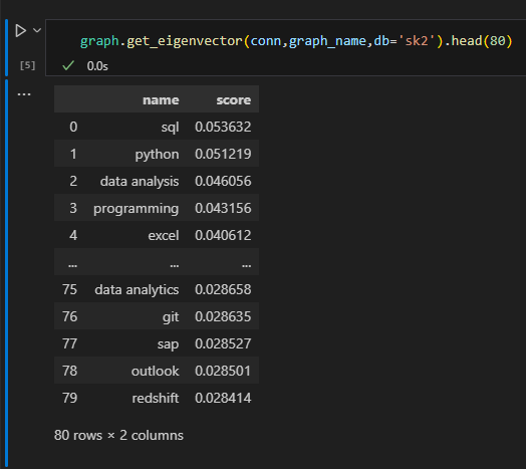 graph.get_eigenvector(conn,graph_name,db='sk2').head(80)
[5]
0.0s
...
name score
0 sql 0.053632
1 python 0.051219
2 data analysis 0.046056
3 programming 0.043156
4 excel 0.040612
... ... ...
75 data analytics 0.028658
76 git 0.028635
77 sap 0.028527
78 outlook 0.028501
79 redshift 0.028414
80 rows × 2 columns